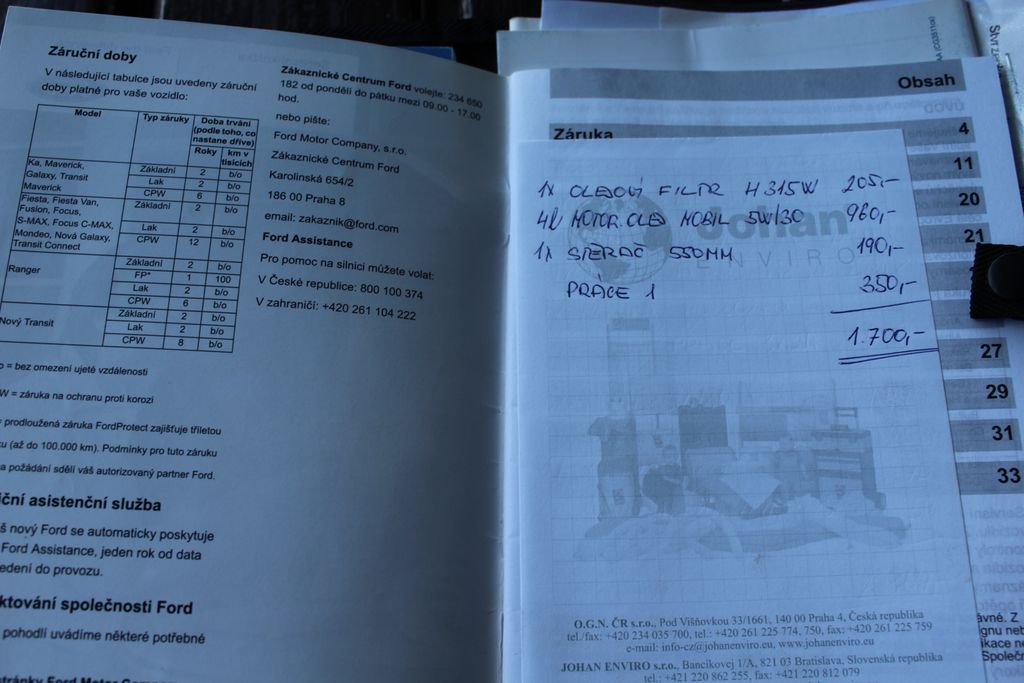 Záruční doby
V následující tabulce jsou uvedeny záruční
doby platné pro vaše vozidlo:
Model Typ záruky Doba trvání (podle toho, co nastane dříve)
Roky km v tisících
Ka, Maverick, Galaxy, Transit Maverick
Základní 2 b/o
Lak 2 b/o
CPW 6 b/o
Fiesta, Fiesta Van, Fusion, Focus, S-MAX, Focus C-MAX, Mondeo, Nová Galaxy, Transit Connect
Základní 2 b/o
Lak 2 b/o
CPW 12 b/o
Ranger
Základní 2 b/o
FP* 1 100
Lak 2 b/o
CPW 6 b/o
Nový Transit
Základní 2 b/o
Lak 2 b/o
CPW 8 b/o
= bez omezení ujeté vzdálenosti
W = záruka na ochranu proti korozi
prodloužená záruka FordProtect zajišťuje tříletou
(až do 100.000 km). Podmínky pro tuto záruku
požádání sdělí váš autorizovaný partner Ford.
asistenční služba
nový Ford se automaticky poskytuje
Ford Assistance, jeden rok od data
do provozu.
společnosti Ford
pohodlí uvádíme některé potřebné
Zákaznické Centrum Ford volejte: 234 650
182 od pondělí do pátku mezi 09.00 - 17.00
hod.
nebo pište:
Ford Motor Company, s.r.o.
Zákaznické Centrum Ford
Karolinská 654/2
186 00 Praha 8
email: zakaznik@ford.com
Ford Assistance
Pro pomoc na silnici můžete volat:
V České republice: 800 100 374
V zahraničí: +420 261 104 222
Obsah
Záruka
4
11
20
21
27
29
31
33
1x OLEJOVÝ FILTR H315W 205,-
4l MOTOR. OLEJ MOBIL 5W/30 960,-
1x STĚRAČ 550MM 190,-
PRÁCE 1 350,-
1.700,-
Johan
ENVIRO
O.G.N. ČR s.r.o., Pod Višňovkou 33/1661, 140 00 Praha 4, Česká republika
tel./fax: +420 234 035 700, tel.: +420 261 225 774, 750, fax: +420 261 225 759
e-mail: info-cz@johanenviro.eu, www.johanenviro.eu
JOHAN ENVIRO s.r.o., Bancíkovej 1/A, 821 03 Bratislava, Slovenská republika
tel.: +421 220 862 255, fax: +421 220 812 079